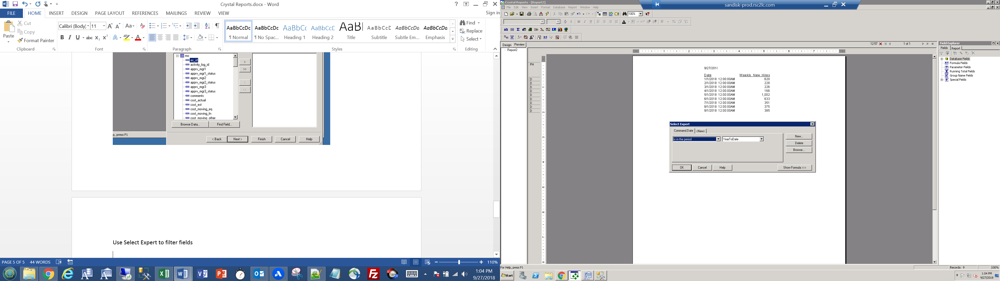 Crystal Reports.docx - Word
FILE HOME INSERT DESIGN PAGE LAYOUT REFERENCES MAILINGS REVIEW VIEW
Sign in
Paste
Cut
Copy
Format Painter
Clipboard
Calibri (Body) 11
Font
Paragraph
AaBbCcDc AaBbCcDc AaBbCc AaBbCcE AaB AaBbCcD AaBbCcDa AaBbCcDa
¶ Normal ¶ No Spac... Heading 1 Heading 2 Title Subtitle Subtle Em... Emphasis
Styles
Find
Replace
Select
Editing
mo
ac_id
activity_log_id
apprv_mgr1
apprv_mgr1_status
apprv_mgr2
apprv_mgr2_status
apprv_mgr3
apprv_mgr3_status
comments
cost_actual
cost_est
cost_moving_eq
cost_moving_fn
cost_moving_other
> >> < <<
Browse Data... Find Field...
p, press F1
< Back Next > Finish Cancel Help
Use Select Expert to filter fields
PAGE 5 OF 5 44 WORDS
110%
1:04 PM
9/27/2018
Crystal Reports - [Report2]
sandisk-prod.rsc2lc.com
File Edit View Insert Format Database Report Window Help
100%
Design Preview
12:57 1 of 1
Report2
PH
9/27/2018
Date Weekly New Hires
D 1/1/2018 12:00:00AM 620
D 2/1/2018 12:00:00AM 228
D 3/1/2018 12:00:00AM 226
D 4/1/2018 12:00:00AM 166
D 5/1/2018 12:00:00AM 1,002
D 6/1/2018 12:00:00AM 633
D 7/1/2018 12:00:00AM 351
D 8/1/2018 12:00:00AM 375
D 9/1/2018 12:00:00AM 385
Select Expert
Command.Date <New>
is in the period YearToDate
New...
Delete
Browse...
OK Cancel Help Show Formula >>>
Field Explorer
Fields Report
Database Fields
Formula Fields
Parameter Fields
Running Total Fields
Group Name Fields
Special Fields
For Help, press F1
Records: 9 100%
Start
1:04 PM
9/27/2018